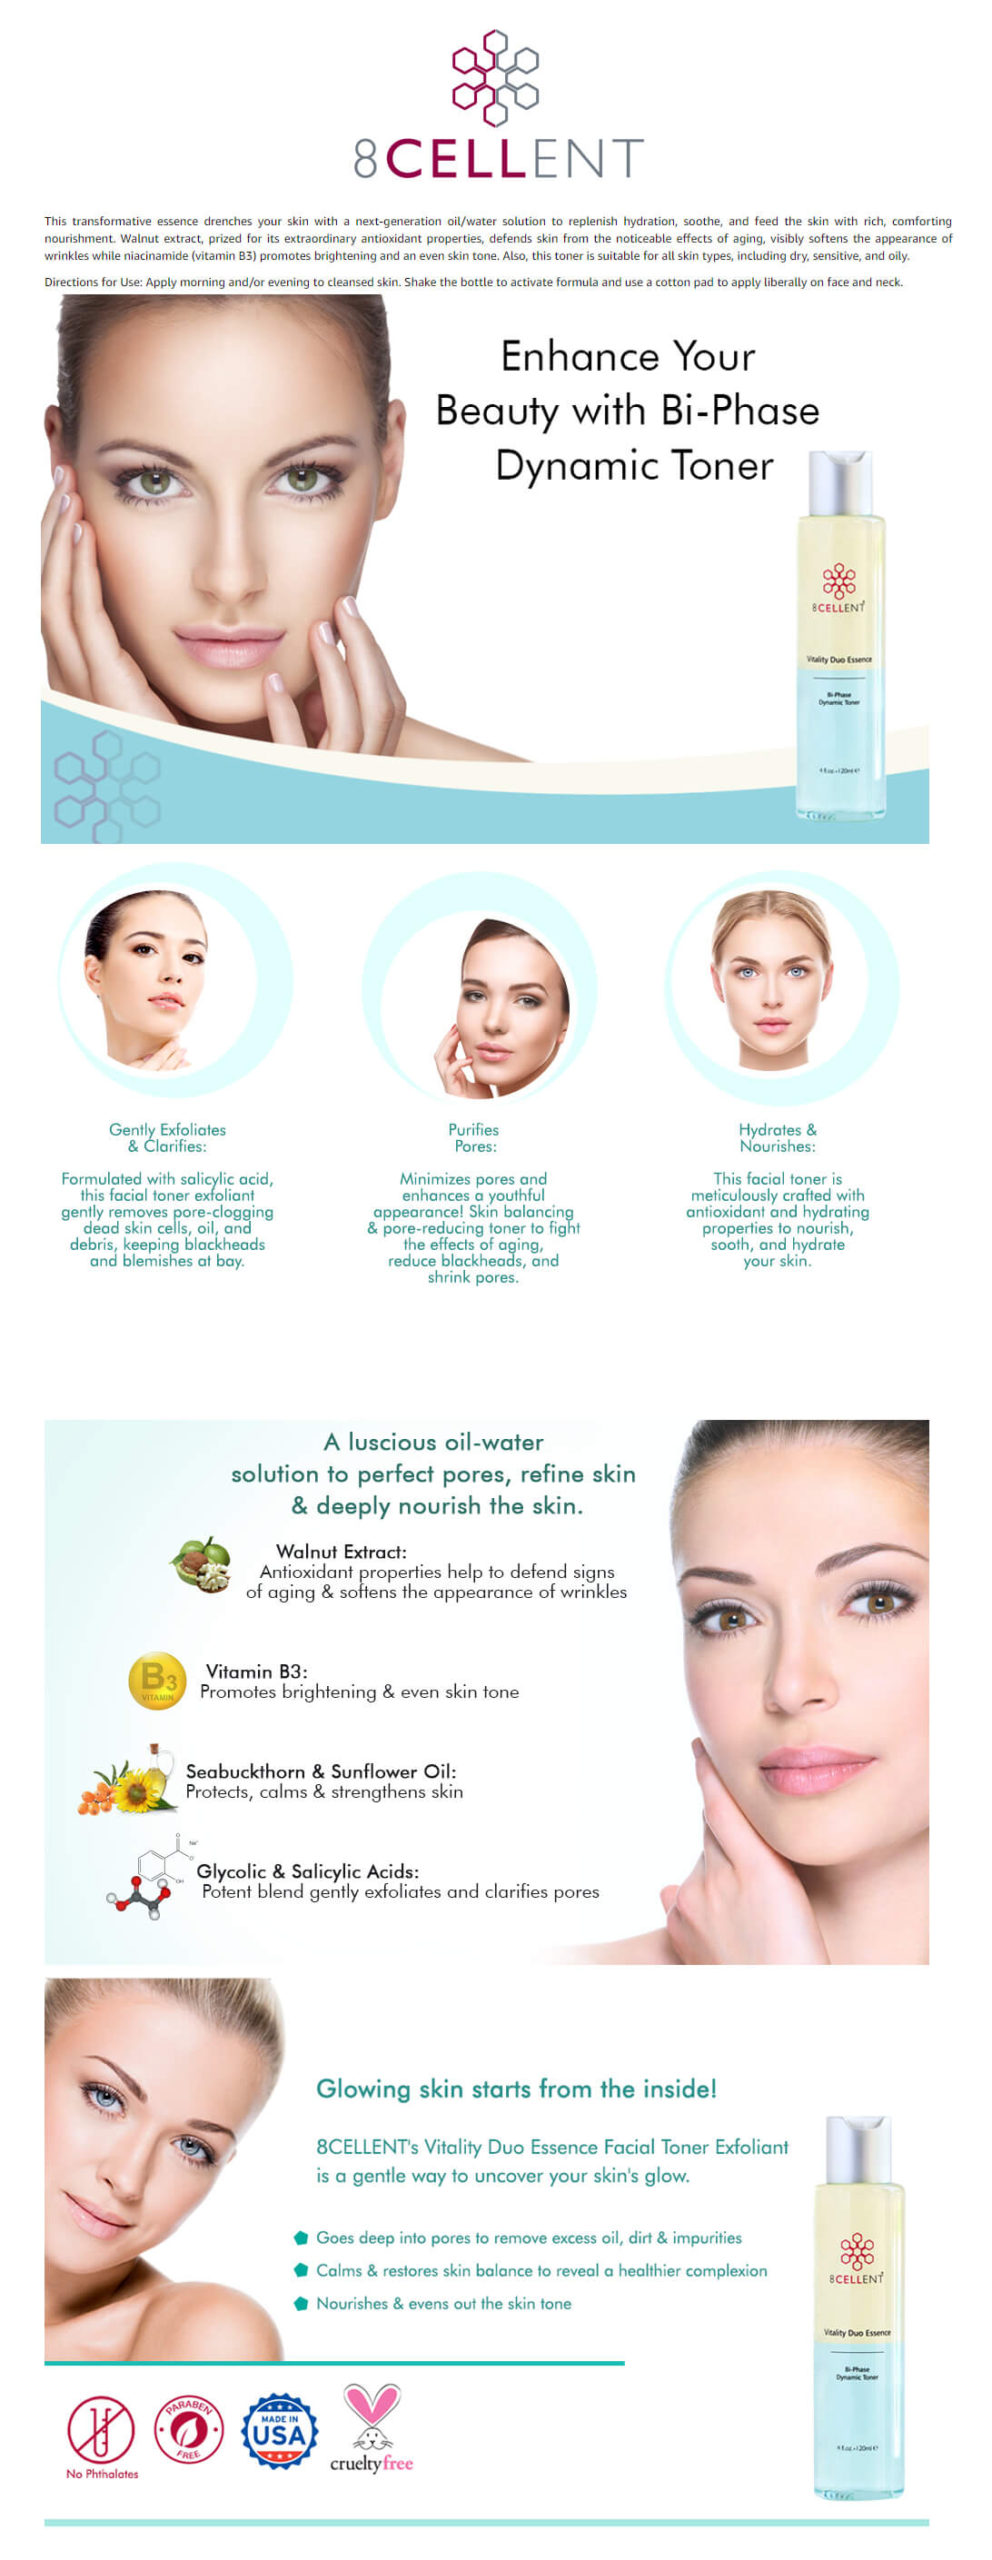 8CELLENT
This transformative essence drenches your skin with a next-generation oil/water solution to replenish hydration, soothe, and feed the skin with rich, comforting
nourishment. Walnut extract, prized for its extraordinary antioxidant properties, defends skin from the noticeable effects of aging, visibly softens the appearance of
wrinkles while niacinamide (vitamin B3) promotes brightening and an even skin tone. Also, this toner is suitable for all skin types, including dry, sensitive, and oily.
Directions for Use: Apply morning and/or evening to cleansed skin. Shake the bottle to activate formula and use a cotton pad to apply liberally on face and neck.
Enhance Your
Beauty with Bi-Phase
Dynamic Toner
8CELLENT
Vitality Duo Essence
Bi-Phase
Dynamic Toner
4 fl.oz. • 120ml e
Gently Exfoliates
& Clarifies:
Formulated with salicylic acid,
this facial toner exfoliant
gently removes pore-clogging
dead skin cells, oil, and
debris, keeping blackheads
and blemishes at bay.
Purifies
Pores:
Minimizes pores and
enhances a youthful
appearance! Skin balancing
& pore-reducing toner to fight
the effects of aging,
reduce blackheads, and
shrink pores.
Hydrates &
Nourishes:
This facial toner is
meticulously crafted with
antioxidant and hydrating
properties to nourish,
sooth, and hydrate
your skin.
A luscious oil-water
solution to perfect pores, refine skin
& deeply nourish the skin.
Walnut Extract:
Antioxidant properties help to defend signs
of aging & softens the appearance of wrinkles
B3
VITAMIN
Vitamin B3:
Promotes brightening & even skin tone
Seabuckthorn & Sunflower Oil:
Protects, calms & strengthens skin
O
Na+
O-
OH
Glycolic & Salicylic Acids:
Potent blend gently exfoliates and clarifies pores
Glowing skin starts from the inside!
8CELLENT's Vitality Duo Essence Facial Toner Exfoliant
is a gentle way to uncover your skin's glow.
Goes deep into pores to remove excess oil, dirt & impurities
Calms & restores skin balance to reveal a healthier complexion
Nourishes & evens out the skin tone
8CELLENT
Vitality Duo Essence
Bi-Phase
Dynamic Toner
4 fl.oz. • 120ml e
No Phthalates
PARABEN
FREE
MADE IN
USA
crueltyfree